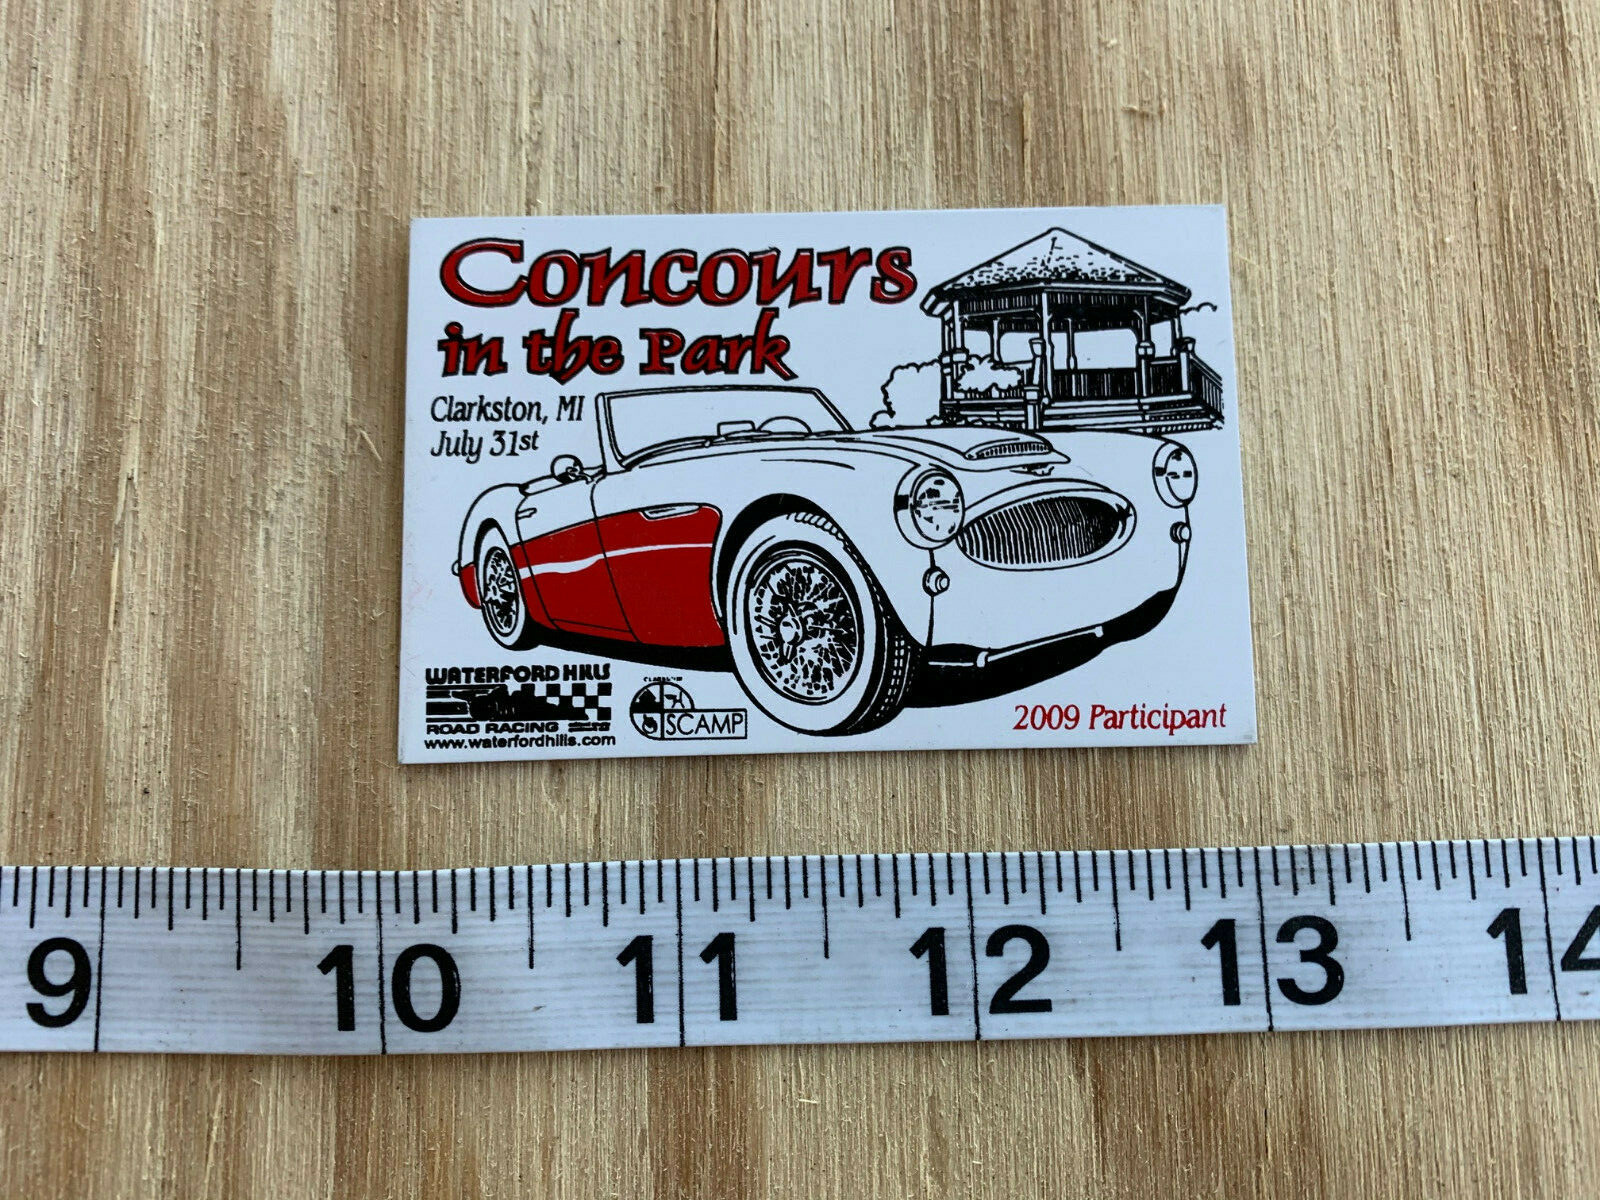 Concours
in the Park
Clarkston, MI
July 31st
WATERFORD HILLS
ROAD RACING
www.waterfordhills.com
SCAMP
2009 Participant
9 10 11 12 13 14